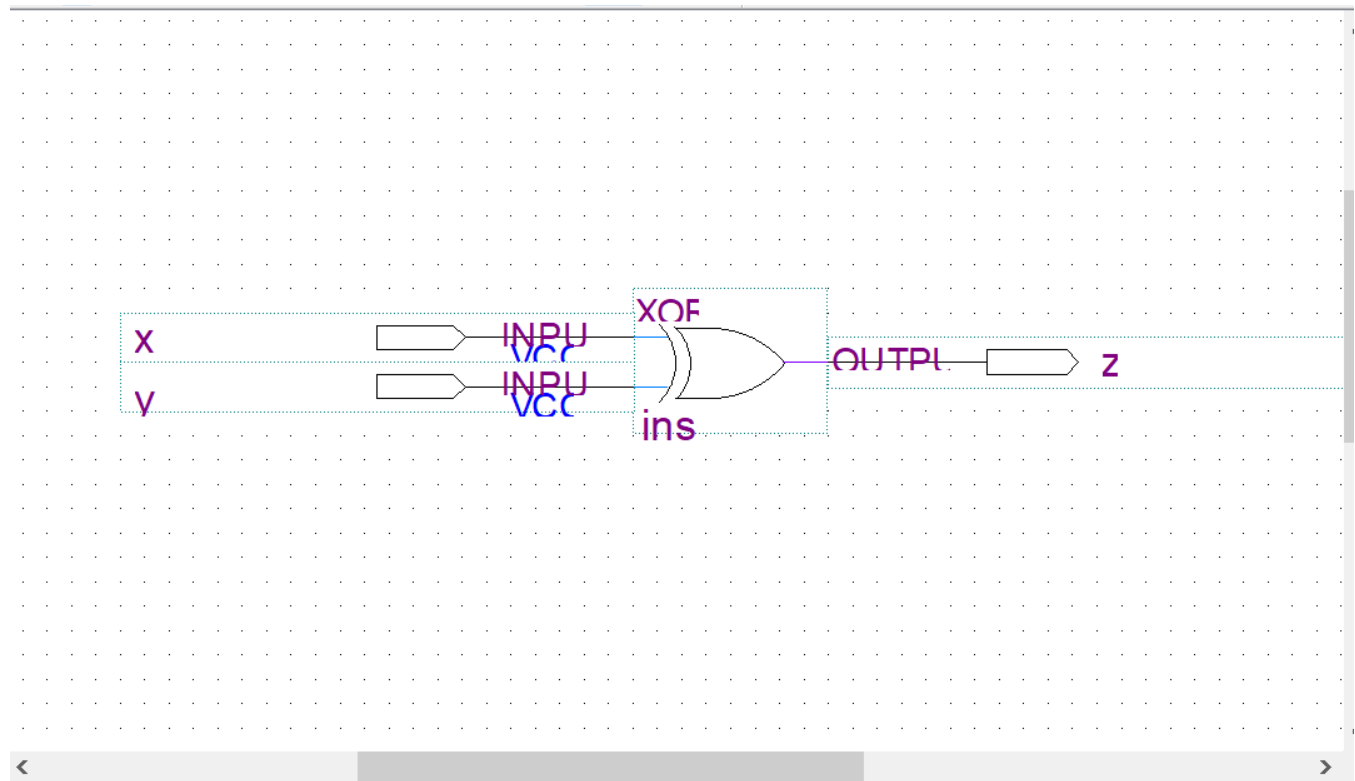 XOR
x
INPU
VCC
OUTPU
z
y
INPU
VCC
ins